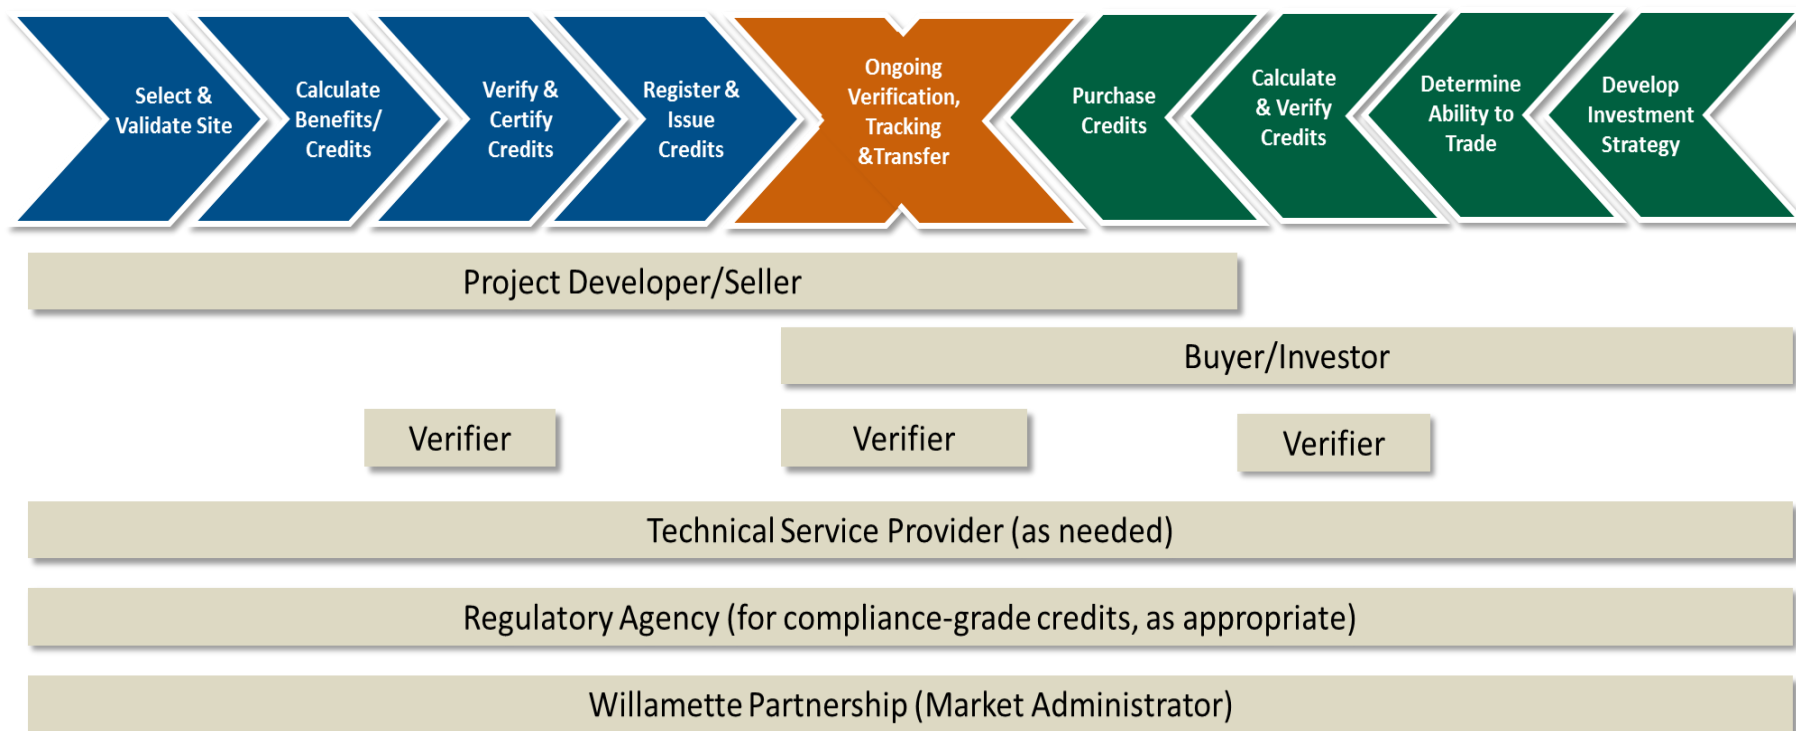 Select &
Validate Site
Calculate
Benefits/
Credits
Verify &
Certify
Credits
Register &
Issue
Credits
Ongoing
Verification,
Tracking
&Transfer
Purchase
Credits
Calculate
& Verify
Credits
Determine
Ability to
Trade
Develop
Investment
Strategy
Project Developer/Seller
Buyer/Investor
Verifier
Verifier
Verifier
Technical Service Provider (as needed)
Regulatory Agency (for compliance-grade credits, as appropriate)
Willamette Partnership (Market Administrator)